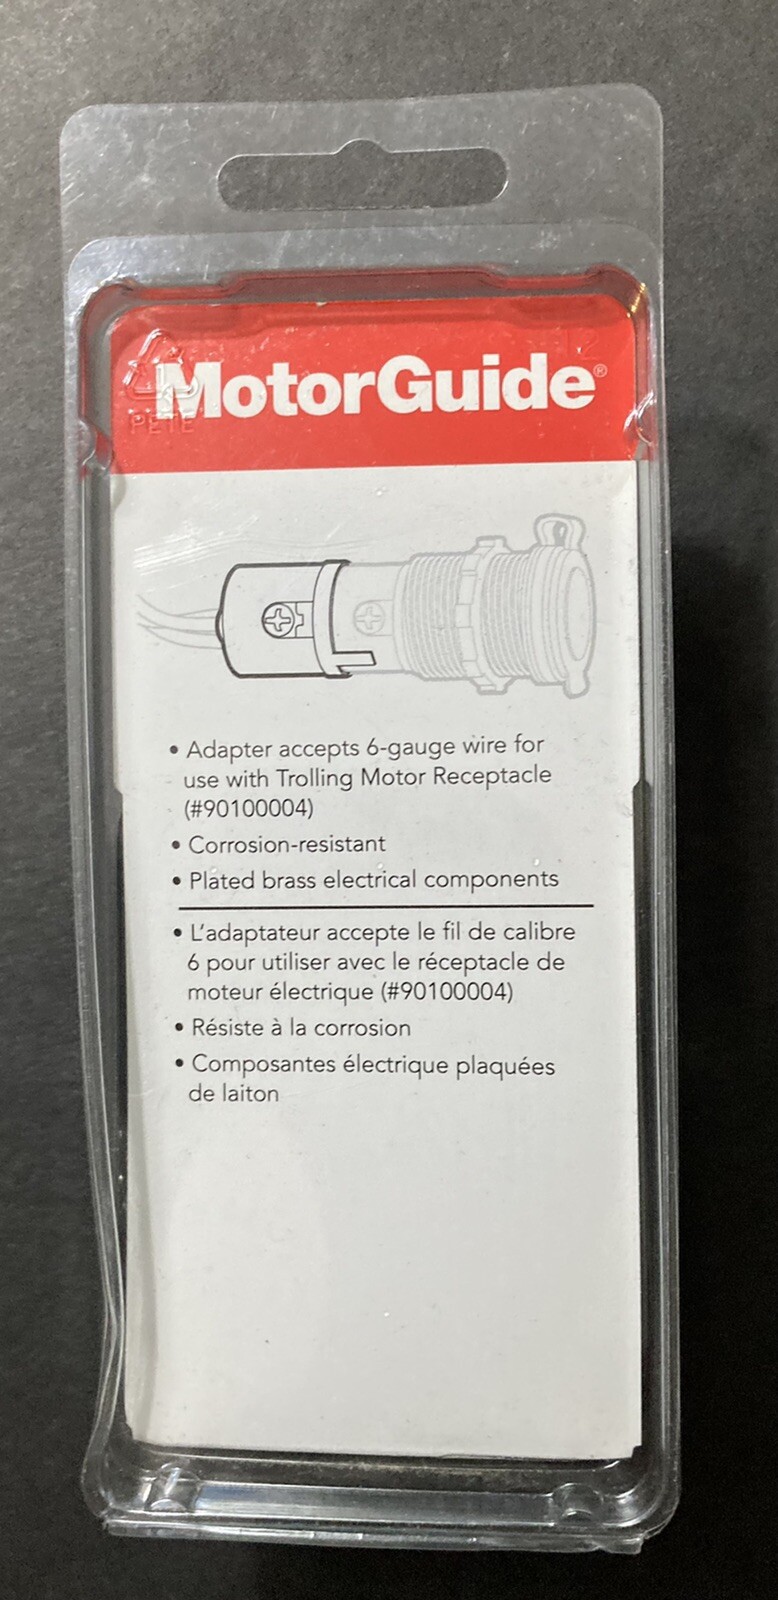 MotorGuide®
PETE
12
• Adapter accepts 6-gauge wire for
use with Trolling Motor Receptacle
(#90100004)
• Corrosion-resistant
• Plated brass electrical components
• L'adaptateur accepte le fil de calibre
6 pour utiliser avec le réceptacle de
moteur électrique (#90100004)
• Résiste à la corrosion
• Composantes électrique plaquées
de laiton